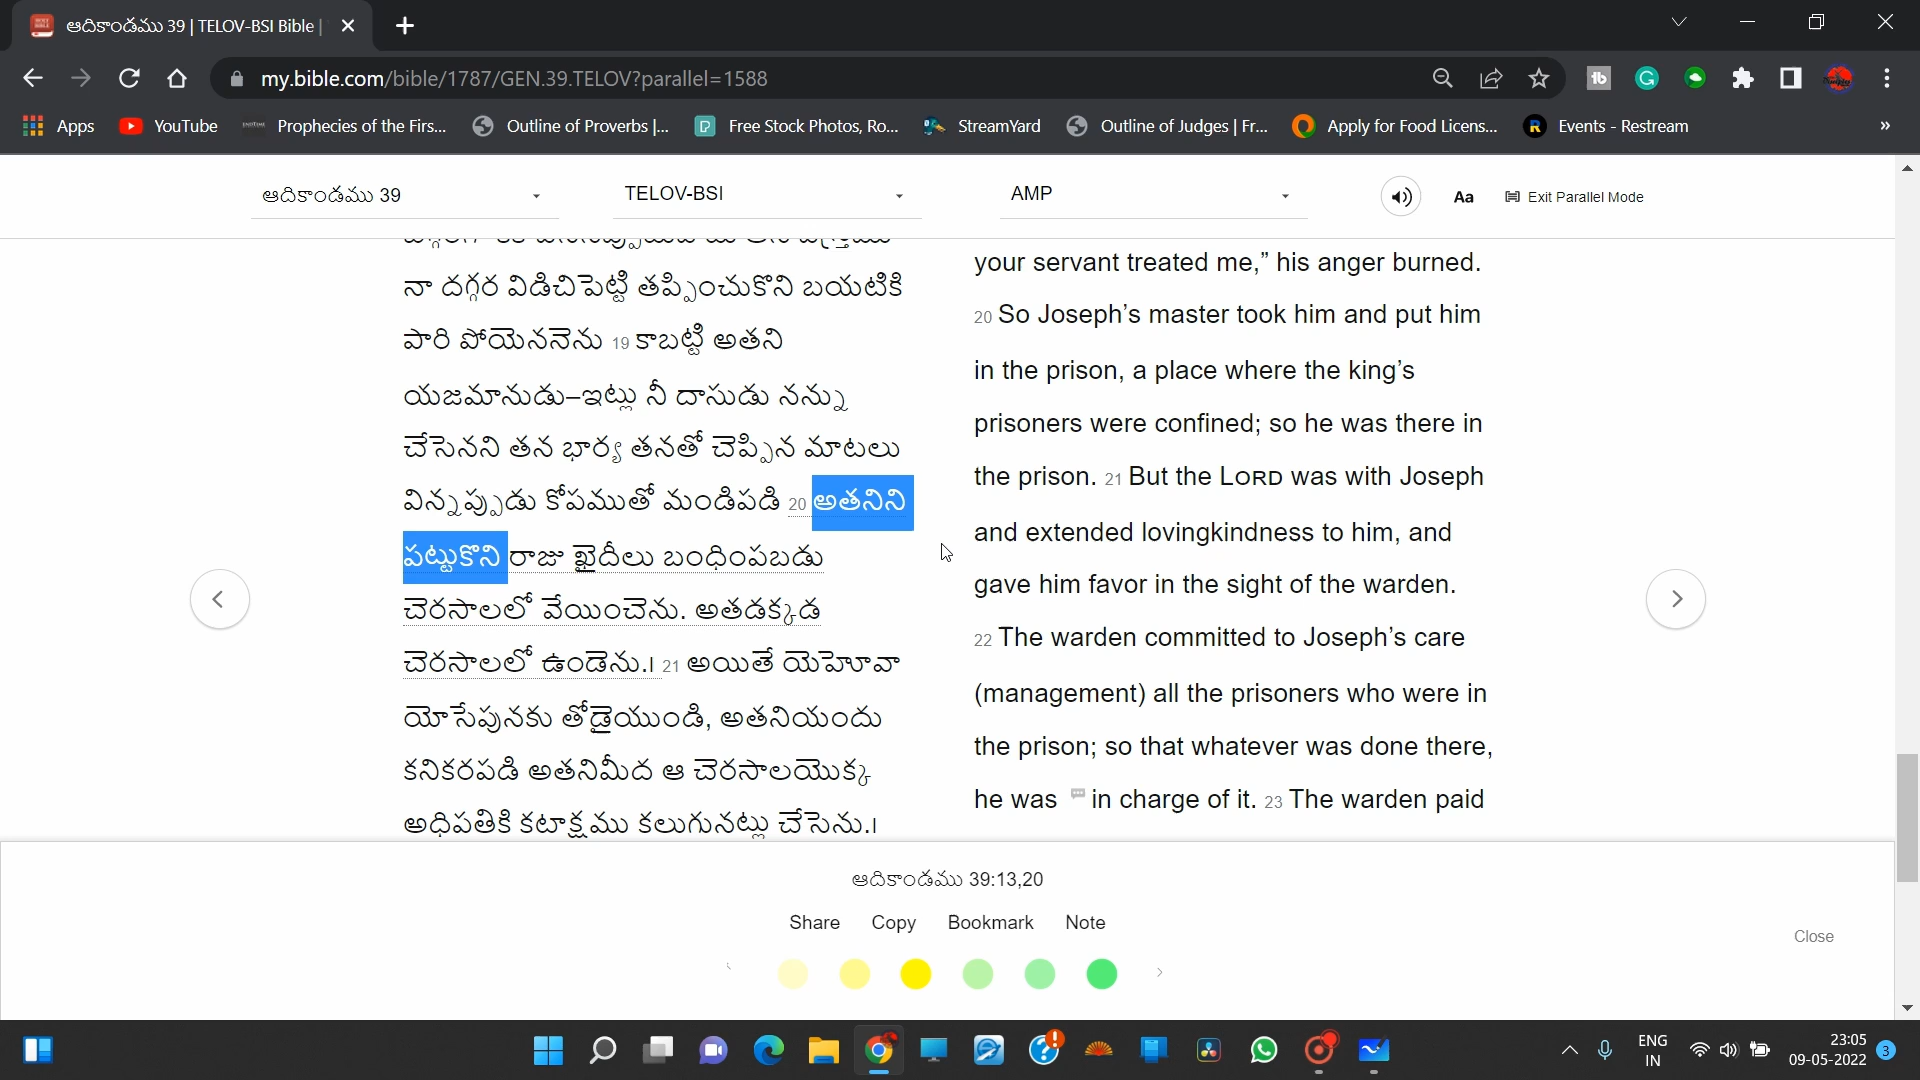 ఆదికాండము 39 | TELOV-BSI Bible |
my.bible.com/bible/1787/GEN.39.TELOV?parallel=1588
Apps YouTube Prophecies of the Firs... Outline of Proverbs |... Free Stock Photos, Ro... StreamYard Outline of Judges | Fr... Apply for Food Licens... Events - Restream »
ఆదికాండము 39 TELOV-BSI AMP Aa Exit Parallel Mode
నా దగ్గర విడిచిపెట్టి తప్పించుకొని బయటికి
పారి పోయెననెను 19 కాబట్టి అతని
యజమానుడు–ఇట్లు నీ దాసుడు నన్ను
చేసెనని తన భార్య తనతో చెప్పిన మాటలు
విన్నప్పుడు కోపముతో మండిపడి 20 అతనిని
పట్టుకొని రాజు ఖైదీలు బంధింపబడు
చెరసాలలో వేయించెను. అతడక్కడ
చెరసాలలో ఉండెను.। 21 అయితే యెహోవా
యోసేపునకు తోడైయుండి, అతనియందు
కనికరపడి అతనిమీద ఆ చెరసాలయొక్క
అధిపతికి కటాక్షము కలుగునట్లు చేసెను.।
your servant treated me,” his anger burned.
20 So Joseph’s master took him and put him
in the prison, a place where the king’s
prisoners were confined; so he was there in
the prison. 21 But the LORD was with Joseph
and extended lovingkindness to him, and
gave him favor in the sight of the warden.
22 The warden committed to Joseph’s care
(management) all the prisoners who were in
the prison; so that whatever was done there,
he was in charge of it. 23 The warden paid
ఆదికాండము 39:13,20
Share Copy Bookmark Note
Close
ENG
IN
23:05
09-05-2022
3